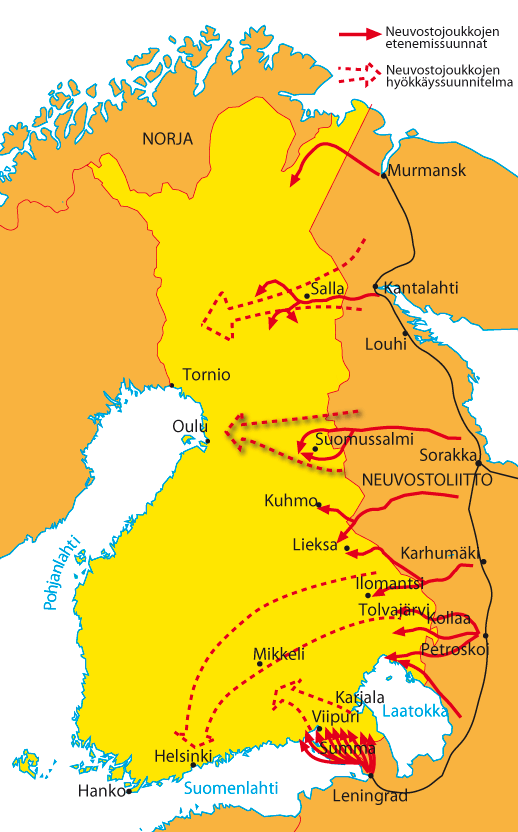 Neuvostojoukkojen
etenemissuunnat
Neuvostojoukkojen
hyökkäyssuunnitelma
NORJA
Murmansk
Salla
Kantalahti
Louhi
Tornio
Oulu
Suomussalmi
Sorakka
NEUVOSTOLIITTO
Kuhmo
Lieksa
Karhumäki
Pohjanlahti
Ilomantsi
Tolvajärvi
Kollaa
Petroskoi
Mikkeli
Karjala
Laatokka
Viipuri
Summa
Helsinki
Suomenlahti
Hanko
Leningrad